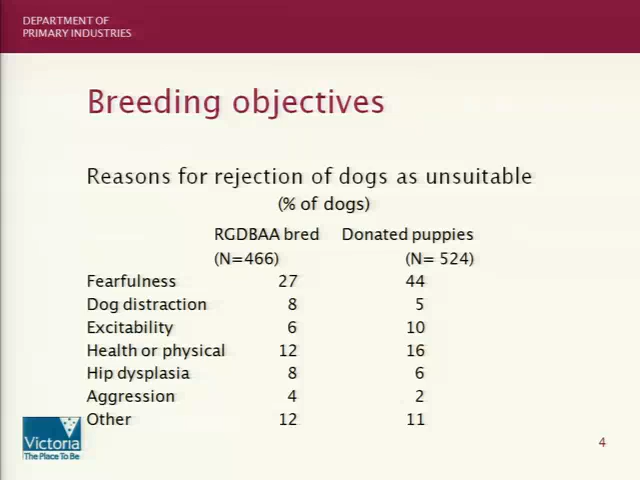 DEPARTMENT OF
PRIMARY INDUSTRIES
Breeding objectives
Reasons for rejection of dogs as unsuitable
(% of dogs)
RGDBAA bred Donated puppies
(N=466) (N= 524)
Fearfulness 27 44
Dog distraction 8 5
Excitability 6 10
Health or physical 12 16
Hip dysplasia 8 6
Aggression 4 2
Other 12 11
Victoria
The Place To Be
4